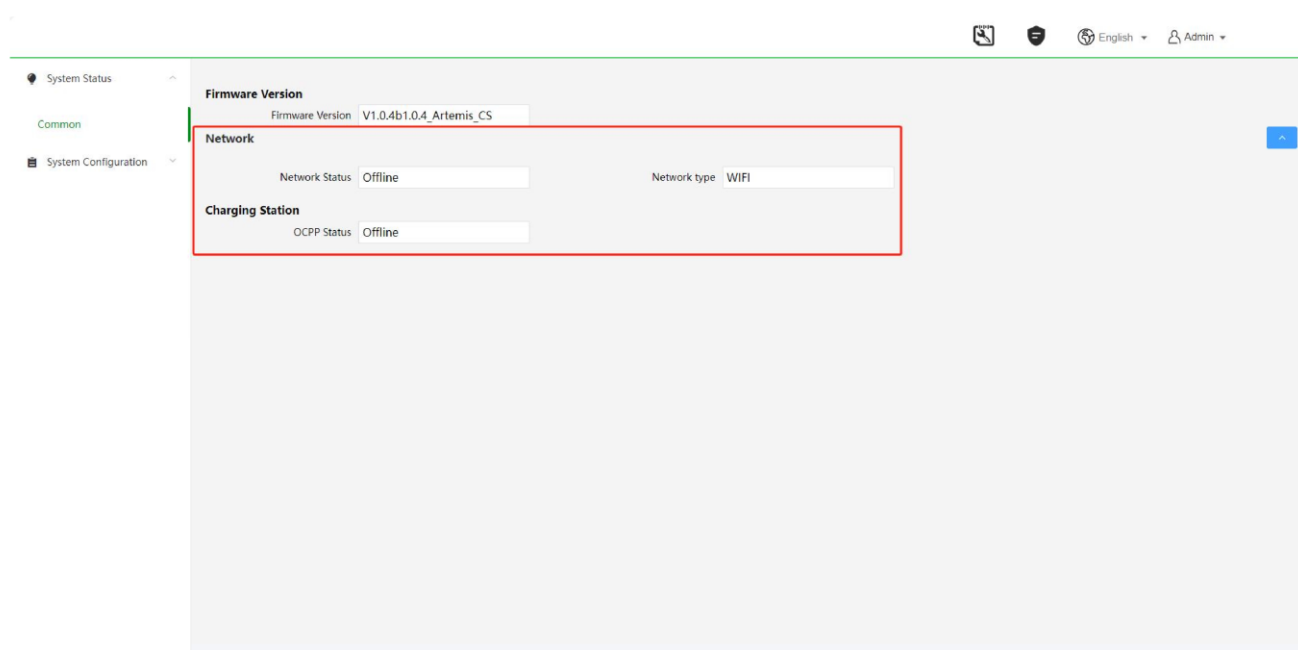 English Admin
System Status
Common
System Configuration
Firmware Version
Firmware Version V1.0.4b1.0.4_Artemis_CS
Network
Network Status Offline Network type WIFI
Charging Station
OCPP Status Offline